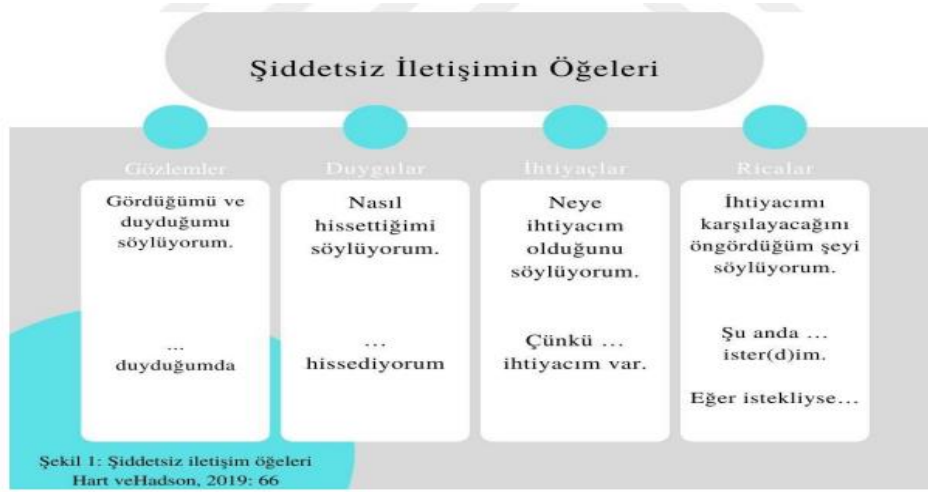 Şiddetsiz İletişimin Öğeleri
Gözlemler
Gördüğümü ve
duyduğumu
söylüyorum.
...
duyduğumda
Duygular
Nasıl
hissettiğimi
söylüyorum.
...
hissediyorum
İhtiyaçlar
Neye
ihtiyacım
olduğunu
söylüyorum.
Çünkü ...
ihtiyacım var.
Ricalar
İhtiyacımı
karşılayacağını
öngördüğüm şeyi
söylüyorum.
Şu anda ...
ister(d)im.
Eğer istekliyse...
Şekil 1: Şiddetsiz iletişim öğeleri
Hart veHadson, 2019: 66